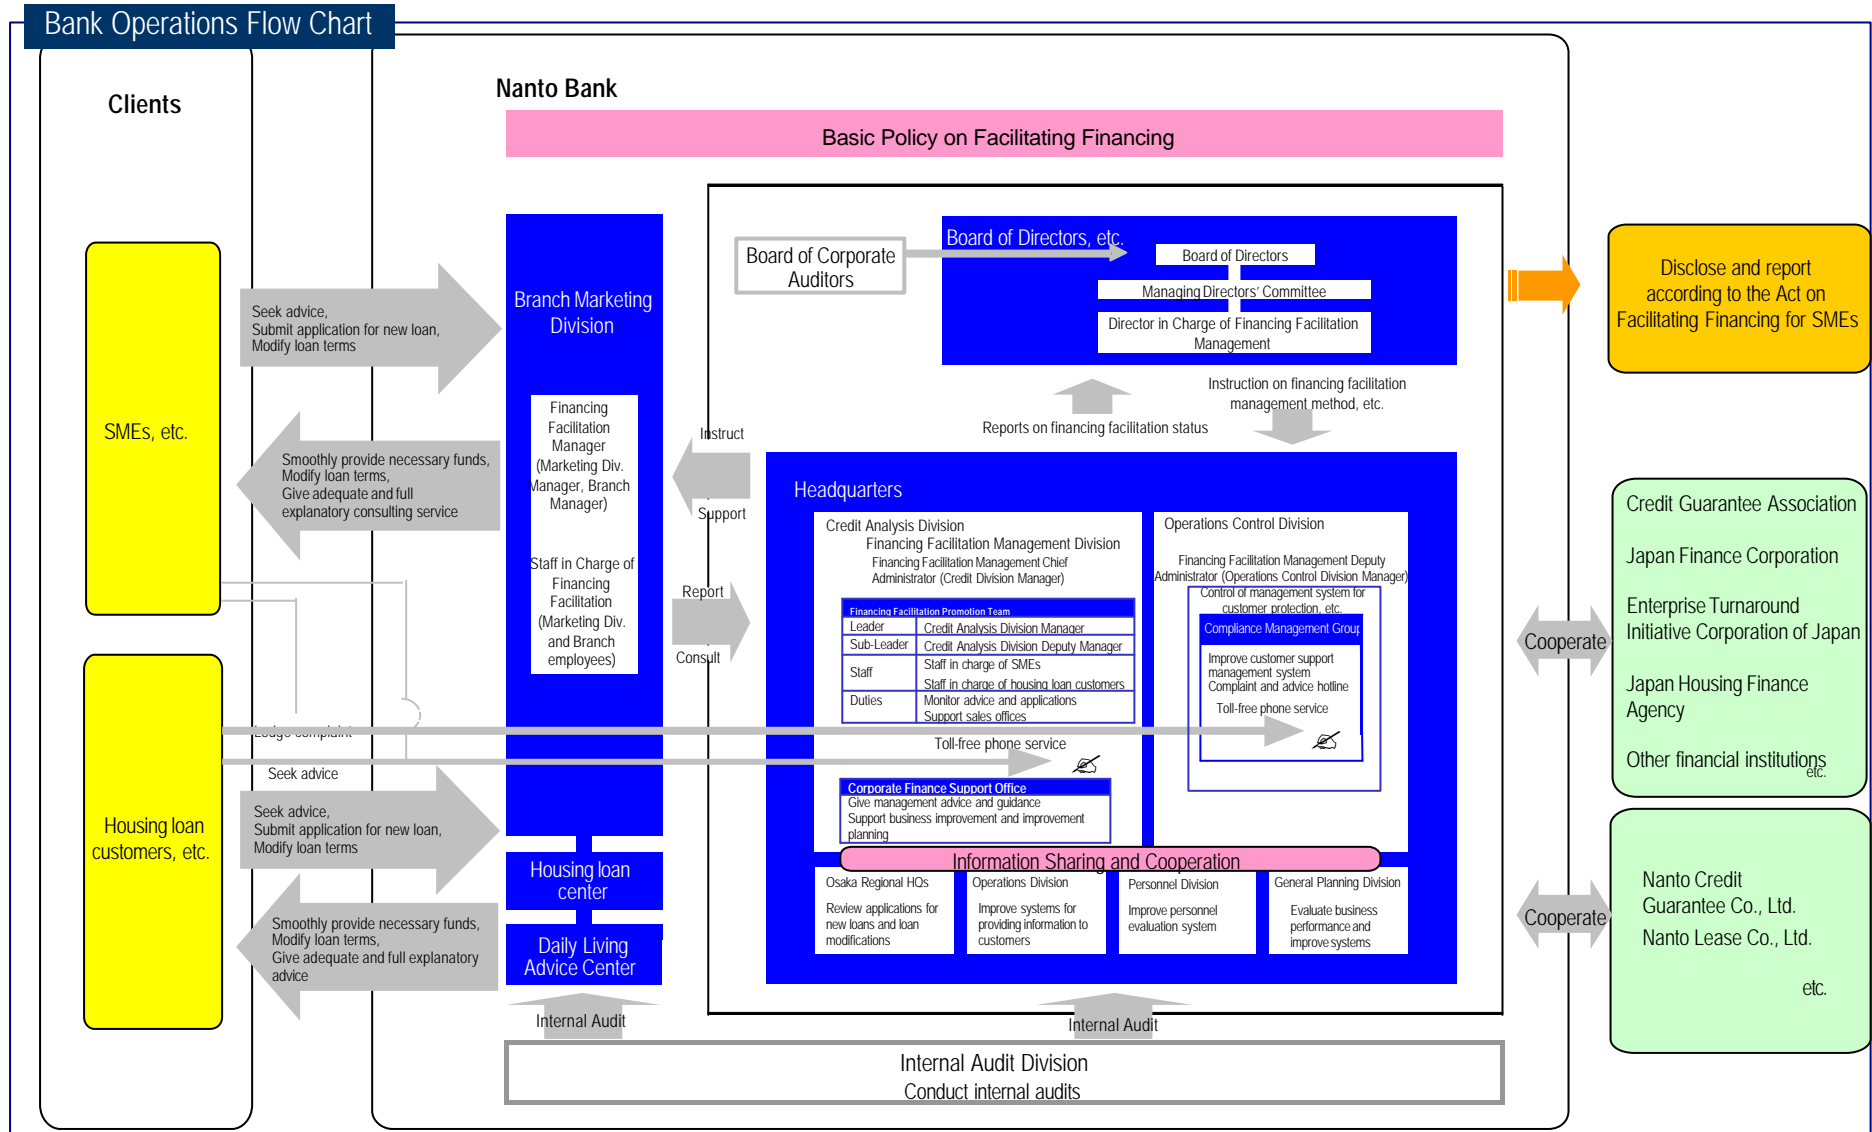 Bank Operations Flow Chart
Clients
Nanto Bank
Basic Policy on Facilitating Financing
SMEs, etc.
Housing loan
customers, etc.
Seek advice,
Submit application for new loan,
Modify loan terms
Smoothly provide necessary funds,
Modify loan terms,
Give adequate and full
explanatory consulting service
Lodge complaint
Seek advice
Seek advice,
Submit application for new loan,
Modify loan terms
Smoothly provide necessary funds,
Modify loan terms,
Give adequate and full explanatory
advice
Branch Marketing
Division
Financing
Facilitation
Manager
(Marketing Div.
Manager, Branch
Manager)
Staff in Charge of
Financing
Facilitation
(Marketing Div.
and Branch
employees)
Housing loan
center
Daily Living
Advice Center
Internal Audit
Instruct
Support
Report
Consult
Board of Corporate
Auditors
Board of Directors, etc.
Board of Directors
Managing Directors' Committee
Director in Charge of Financing Facilitation
Management
Reports on financing facilitation status
Instruction on financing facilitation
management method, etc.
Headquarters
Credit Analysis Division
Financing Facilitation Management Division
Financing Facilitation Management Chief
Administrator (Credit Division Manager)
Financing Facilitation Promotion Team
Leader Credit Analysis Division Manager
Sub-Leader Credit Analysis Division Deputy Manager
Staff Staff in charge of SMEs
Staff in charge of housing loan customers
Duties Monitor advice and applications
Support sales offices
Toll-free phone service
Corporate Finance Support Office
Give management advice and guidance
Support business improvement and improvement
planning
Operations Control Division
Financing Facilitation Management Deputy
Administrator (Operations Control Division Manager)
Control of management system for
customer protection, etc.
Compliance Management Group
Improve customer support
management system
Complaint and advice hotline
Toll-free phone service
Information Sharing and Cooperation
Osaka Regional HQs
Review applications for
new loans and loan
modifications
Operations Division
Improve systems for
providing information to
customers
Personnel Division
Improve personnel
evaluation system
General Planning Division
Evaluate business
performance and
improve systems
Internal Audit
Internal Audit Division
Conduct internal audits
Disclose and report
according to the Act on
Facilitating Financing for SMEs
Cooperate
Credit Guarantee Association
Japan Finance Corporation
Enterprise Turnaround
Initiative Corporation of Japan
Japan Housing Finance
Agency
Other financial institutions
etc.
Cooperate
Nanto Credit
Guarantee Co., Ltd.
Nanto Lease Co., Ltd.
etc.